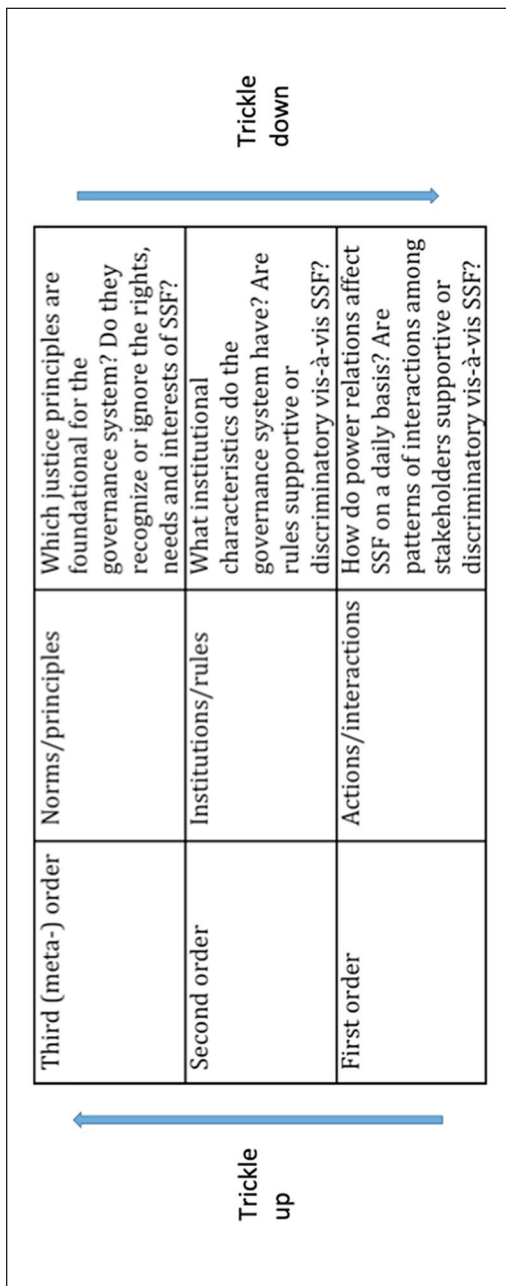 Trickle
up
Third (meta-) order
Norms/principles
Which justice principles are
foundational for the
governance system? Do they
recognize or ignore the rights,
needs and interests of SSF?
Second order
Institutions/rules
What institutional
characteristics do the
governance system have? Are
rules supportive or
discriminatory vis-à-vis SSF?
First order
Actions/interactions
How do power relations affect
SSF on a daily basis? Are
patterns of interactions among
stakeholders supportive or
discriminatory vis-à-vis SSF?
Trickle
down